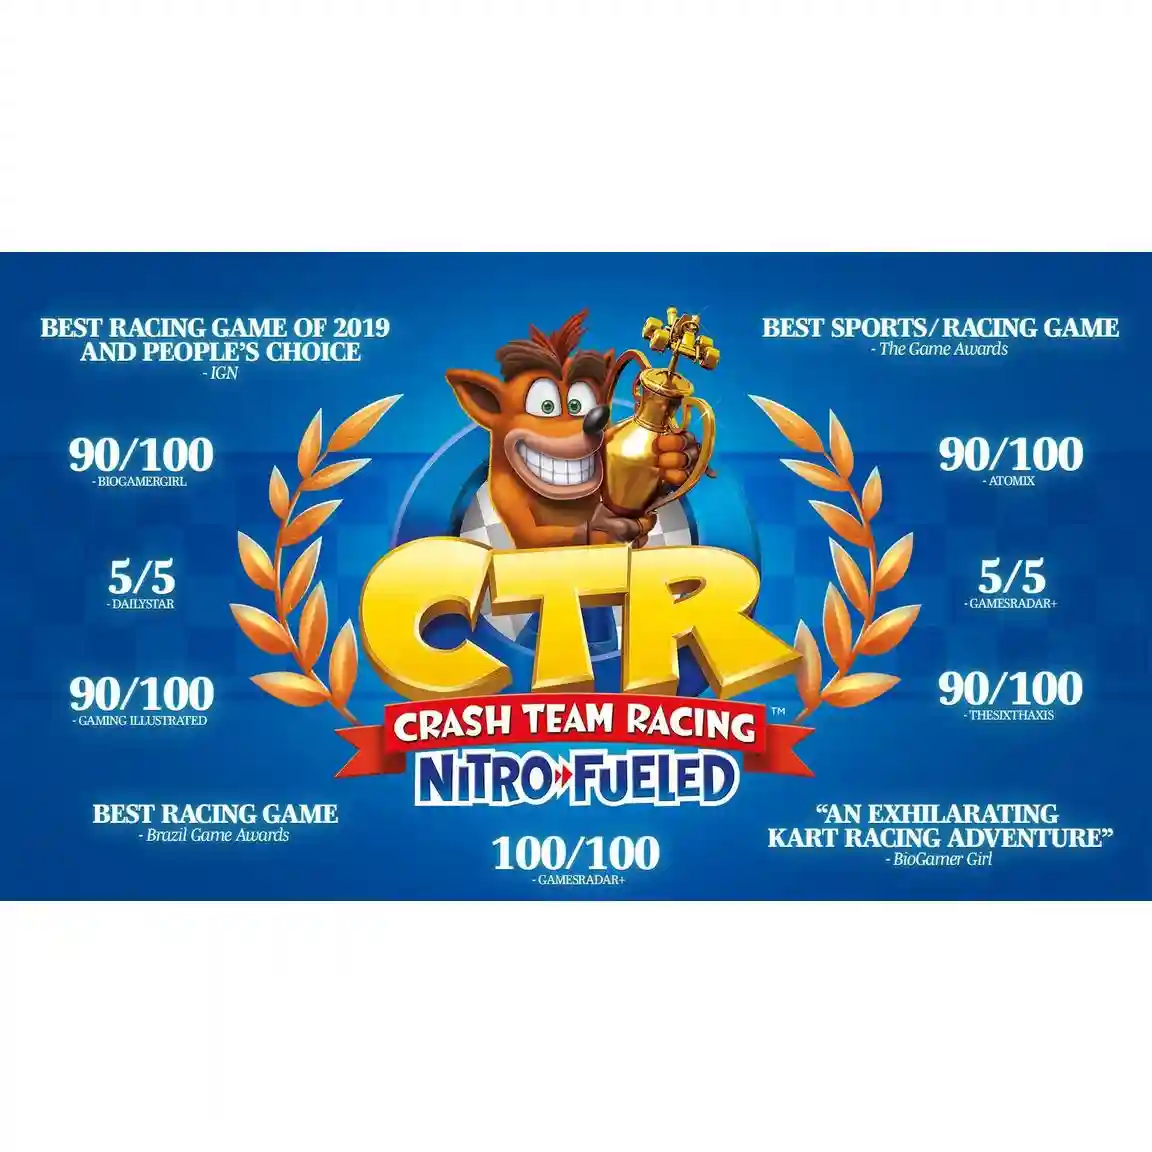 BEST RACING GAME OF 2019
AND PEOPLE'S CHOICE
- IGN
BEST SPORTS/RACING GAME
- The Game Awards
90/100
- BIOGAMERGIRL
90/100
- ATOMIX
5/5
- DAILYSTAR
5/5
- GAMESRADAR+
90/100
- GAMING ILLUSTRATED
90/100
- THESIXTHAXIS
CTR
CRASH TEAM RACING™
NITRO FUELED
BEST RACING GAME
- Brazil Game Awards
100/100
- GAMESRADAR+
“AN EXHILARATING
KART RACING ADVENTURE”
- BioGamer Girl